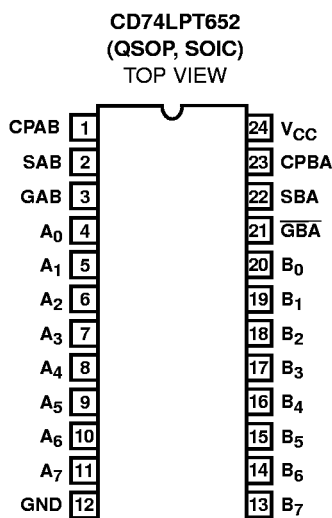 CD74LPT652
(QSOP, SOIC)
TOP VIEW
CPAB 1 24 VCC
SAB 2 23 CPBA
GAB 3 22 SBA
A0 4 21 G̅B̅A̅
A1 5 20 B0
A2 6 19 B1
A3 7 18 B2
A4 8 17 B3
A5 9 16 B4
A6 10 15 B5
A7 11 14 B6
GND 12 13 B7